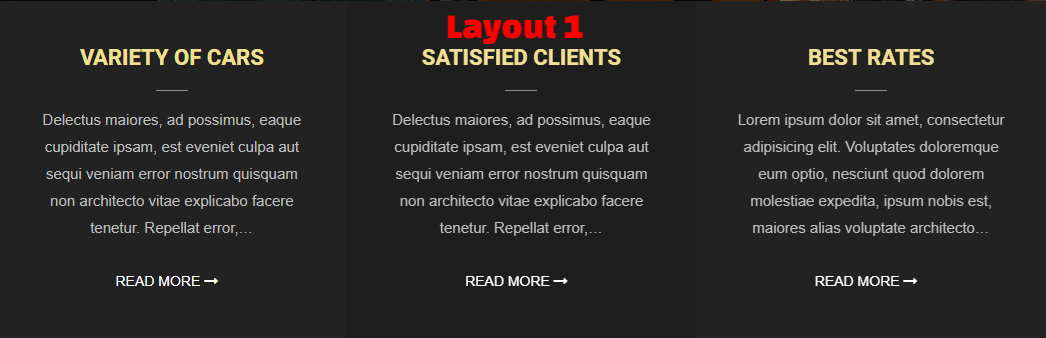 Layout 1
VARIETY OF CARS
Delectus maiores, ad possimus, eaque
cupiditate ipsam, est eveniet culpa aut
sequi veniam error nostrum quisquam
non architecto vitae explicabo facere
tenetur. Repellat error,...
READ MORE
SATISFIED CLIENTS
Delectus maiores, ad possimus, eaque
cupiditate ipsam, est eveniet culpa aut
sequi veniam error nostrum quisquam
non architecto vitae explicabo facere
tenetur. Repellat error,...
READ MORE
BEST RATES
Lorem ipsum dolor sit amet, consectetur
adipisicing elit. Voluptates doloremque
eum optio, nesciunt quod dolorem
molestiae expedita, ipsum nobis est,
maiores alias voluptate architecto...
READ MORE